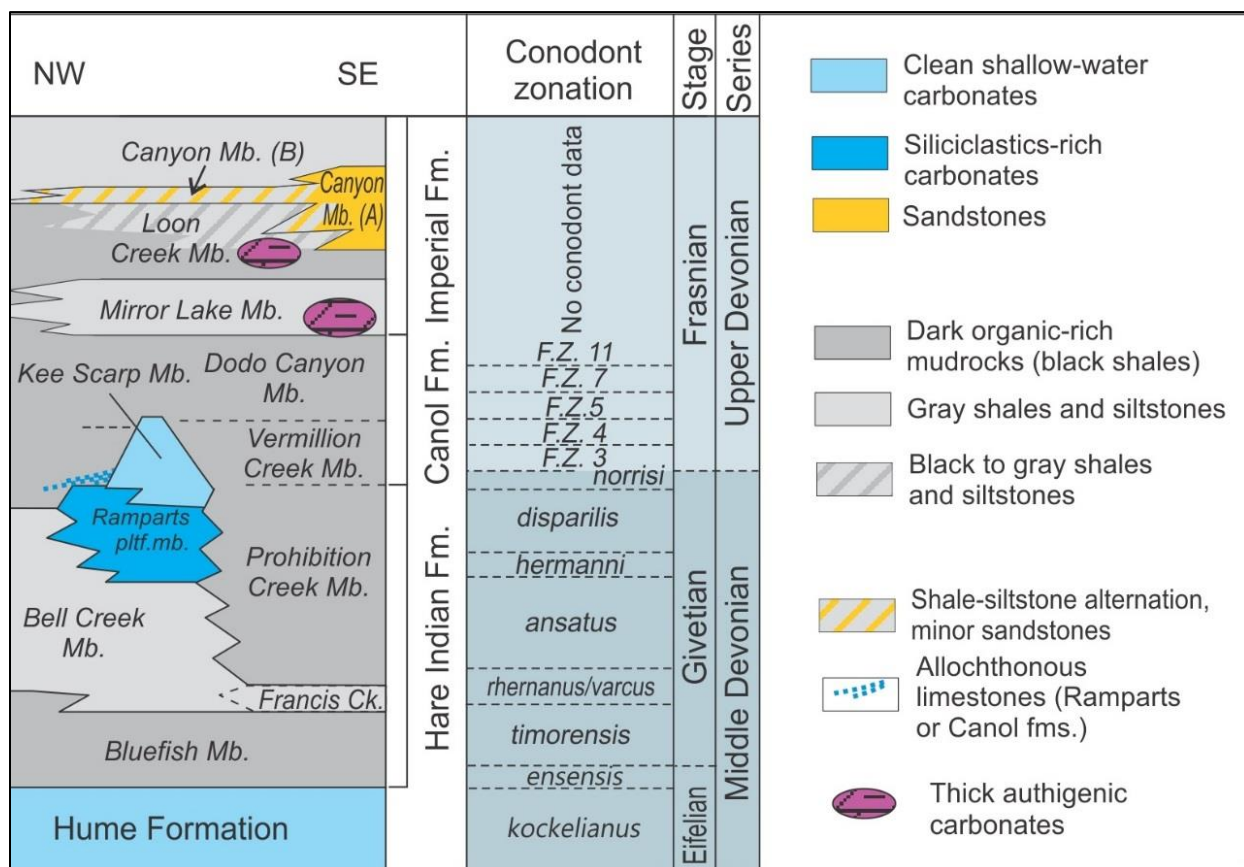 NW
SE
Conodont
zonation
Stage
Series
Canyon Mb. (B)
Canyon
Mb. (A)
Loon
Creek Mb.
Mirror Lake Mb.
Kee Scarp Mb.
Dodo Canyon
Mb.
Vermillion
Creek Mb.
Ramparts
pltf.mb.
Prohibition
Creek Mb.
Bell Creek
Mb.
Francis Ck.
Bluefish Mb.
Hume Formation
Imperial Fm.
Canol Fm.
Hare Indian Fm.
No conodont data
F.Z. 11
F.Z. 7
F.Z.5
F.Z. 4
F.Z. 3
norrisi
disparilis
hermanni
ansatus
rhernanus/varcus
timorensis
ensensis
kockelianus
Frasnian
Givetian
Eifelian
Upper Devonian
Middle Devonian
Clean shallow-water
carbonates
Siliciclastics-rich
carbonates
Sandstones
Dark organic-rich
mudrocks (black shales)
Gray shales and siltstones
Black to gray shales
and siltstones
Shale-siltstone alternation,
minor sandstones
Allochthonous
limestones (Ramparts
or Canol fms.)
Thick authigenic
carbonates